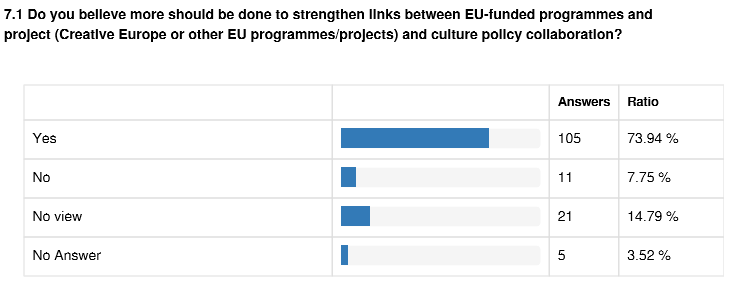 7.1 Do you believe more should be done to strengthen links between EU-funded programmes and
project (Creative Europe or other EU programmes/projects) and culture policy collaboration?
Answers Ratio
Yes 105 73.94 %
No 11 7.75 %
No view 21 14.79 %
No Answer 5 3.52 %